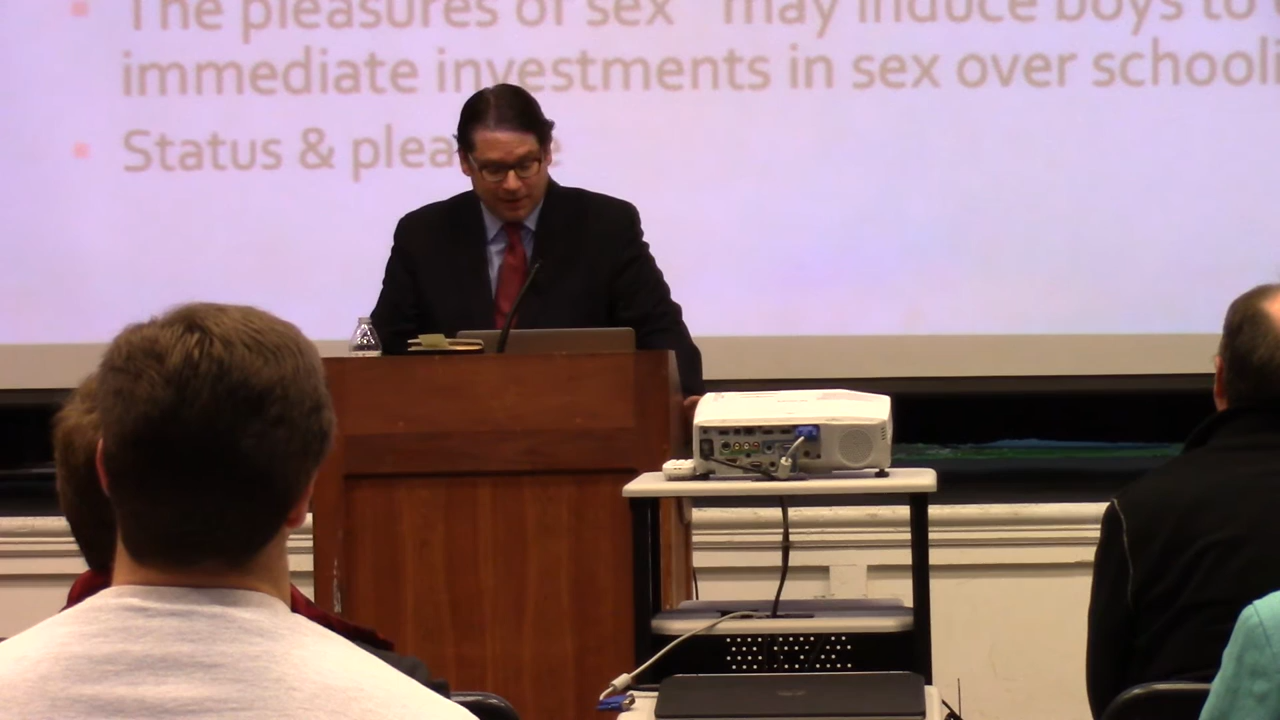 The pleasures of sex may induce boys to
immediate investments in sex over schooli
Status & plea e